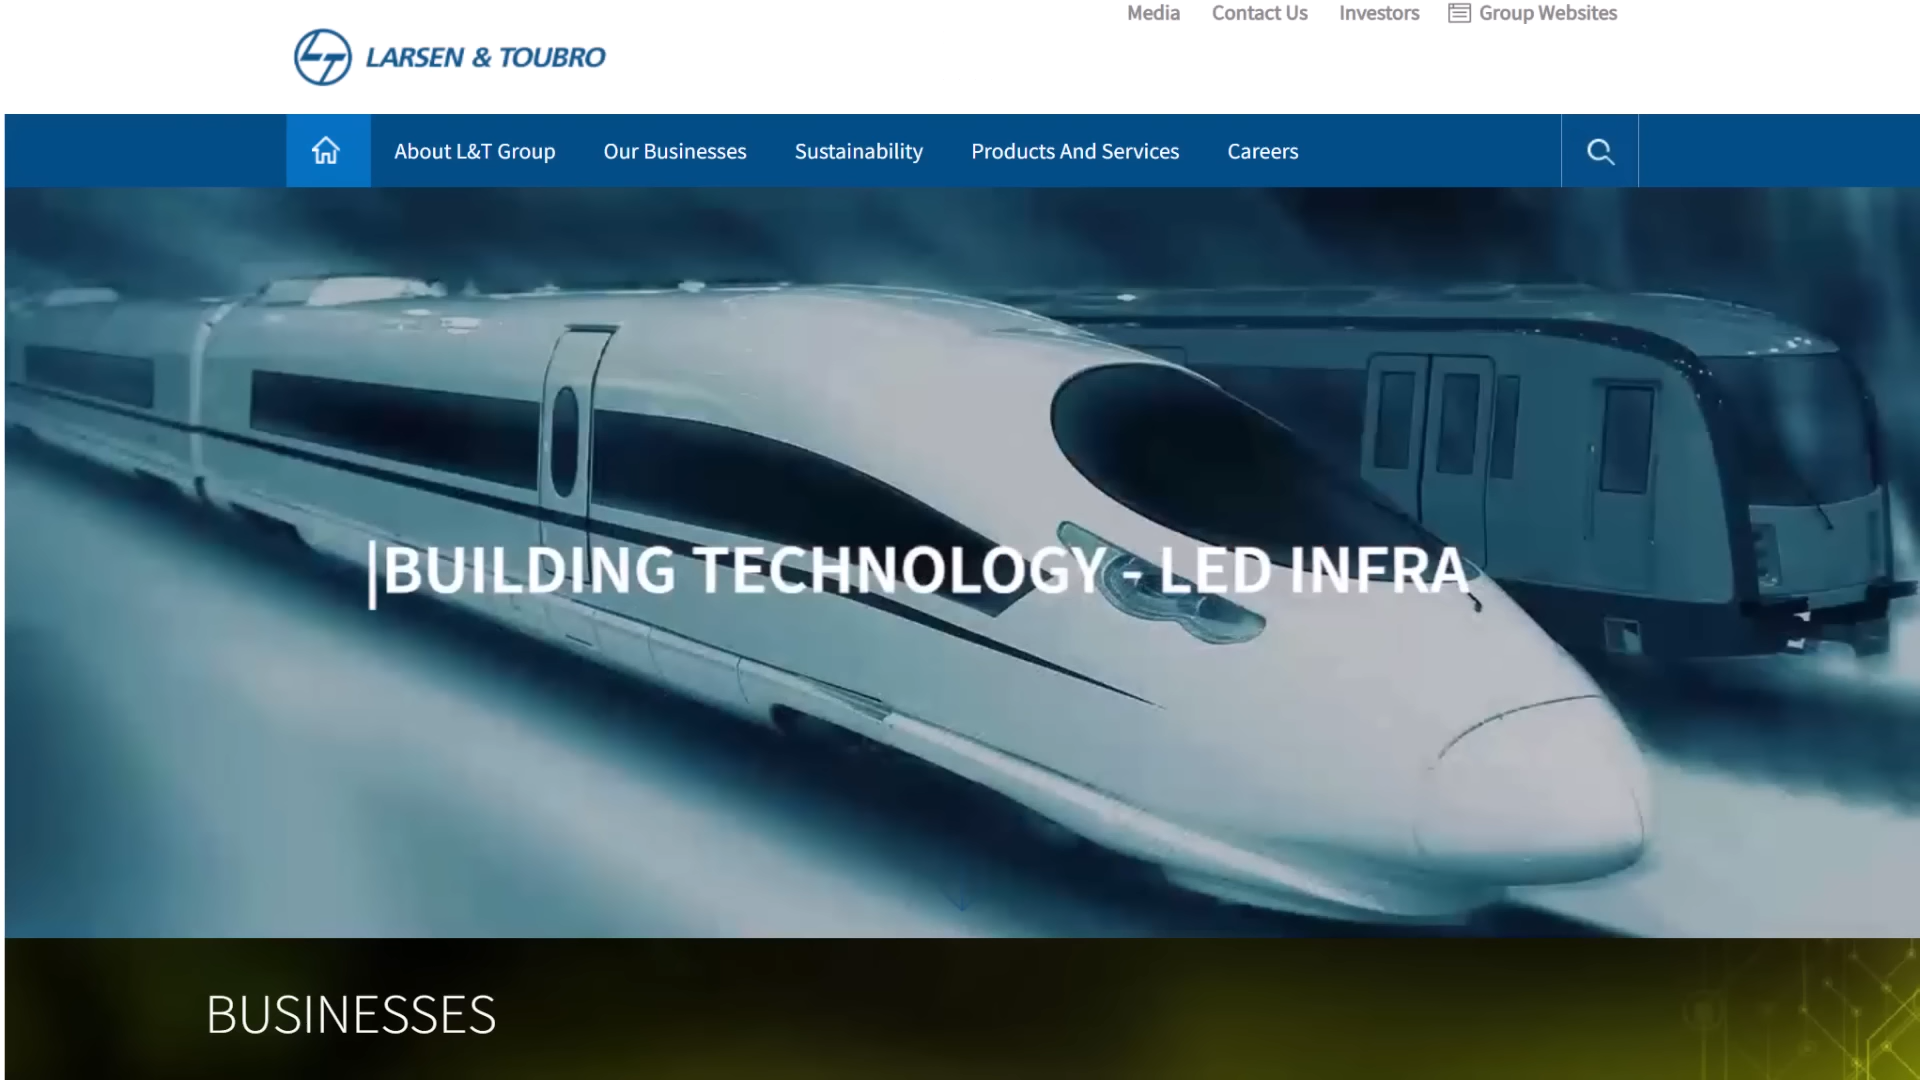 Media Contact Us Investors Group Websites
LT LARSEN & TOUBRO
About L&T Group Our Businesses Sustainability Products And Services Careers
BUILDING TECHNOLOGY - LED INFRA
BUSINESSES